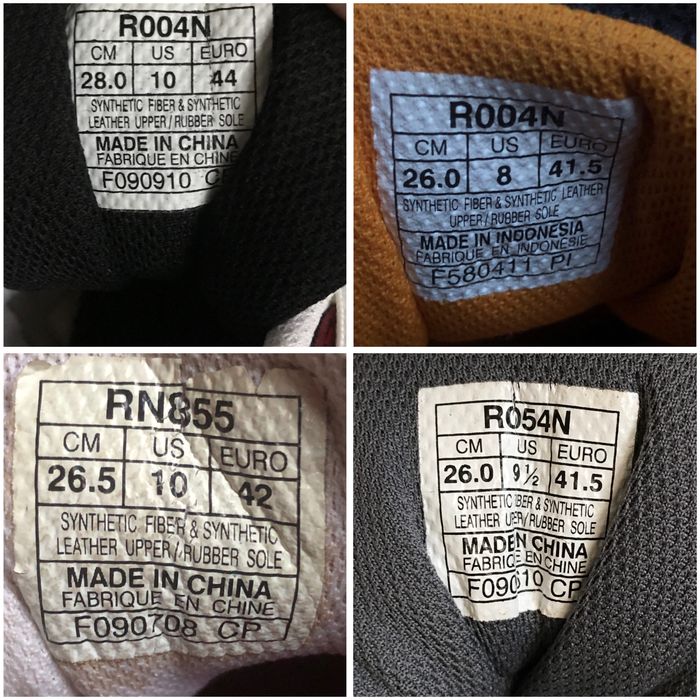 R004N
CM US EURO
28.0 10 44
SYNTHETIC FIBER & SYNTHETIC
LEATHER UPPER / RUBBER SOLE
MADE IN CHINA
FABRIQUE EN CHINE
F090910 CP
R004N
CM US EURO
26.0 8 41.5
SYNTHETIC FIBER & SYNTHETIC LEATHER
UPPER / RUBBER SOLE
MADE IN INDONESIA
FABRIQUE EN INDONESIE
F580411 PI
RN855
CM US EURO
26.5 10 42
SYNTHETIC FIBER & SYNTHETIC
LEATHER UPPER / RUBBER SOLE
MADE IN CHINA
FABRIQUE EN CHINE
F090708 CP
R054N
CM US EURO
26.0 9½ 41.5
SYNTHETIC FIBER & SYNTHETIC
LEATHER UPPER / RUBBER SOLE
MADE IN CHINA
FABRIQUE EN CHINE
CP